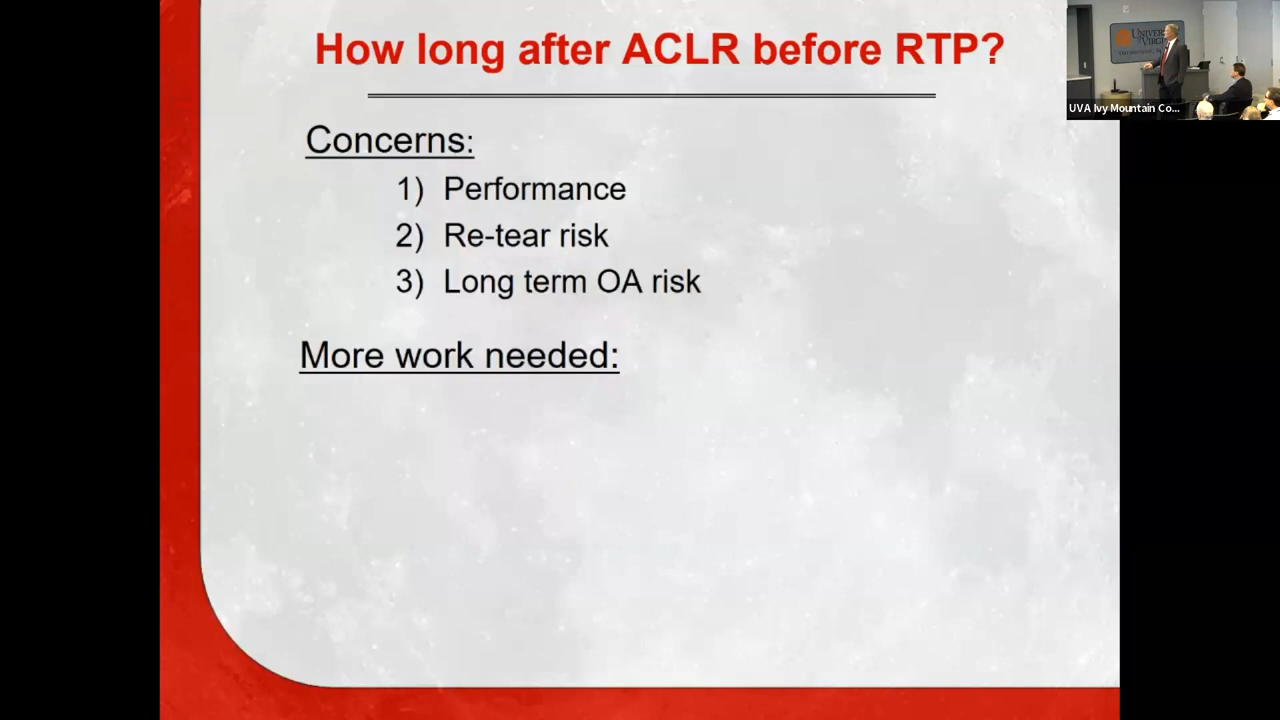 How long after ACLR before RTP?
Concerns:
1) Performance
2) Re-tear risk
3) Long term OA risk
More work needed:
UVA Ivy Mountain Co...